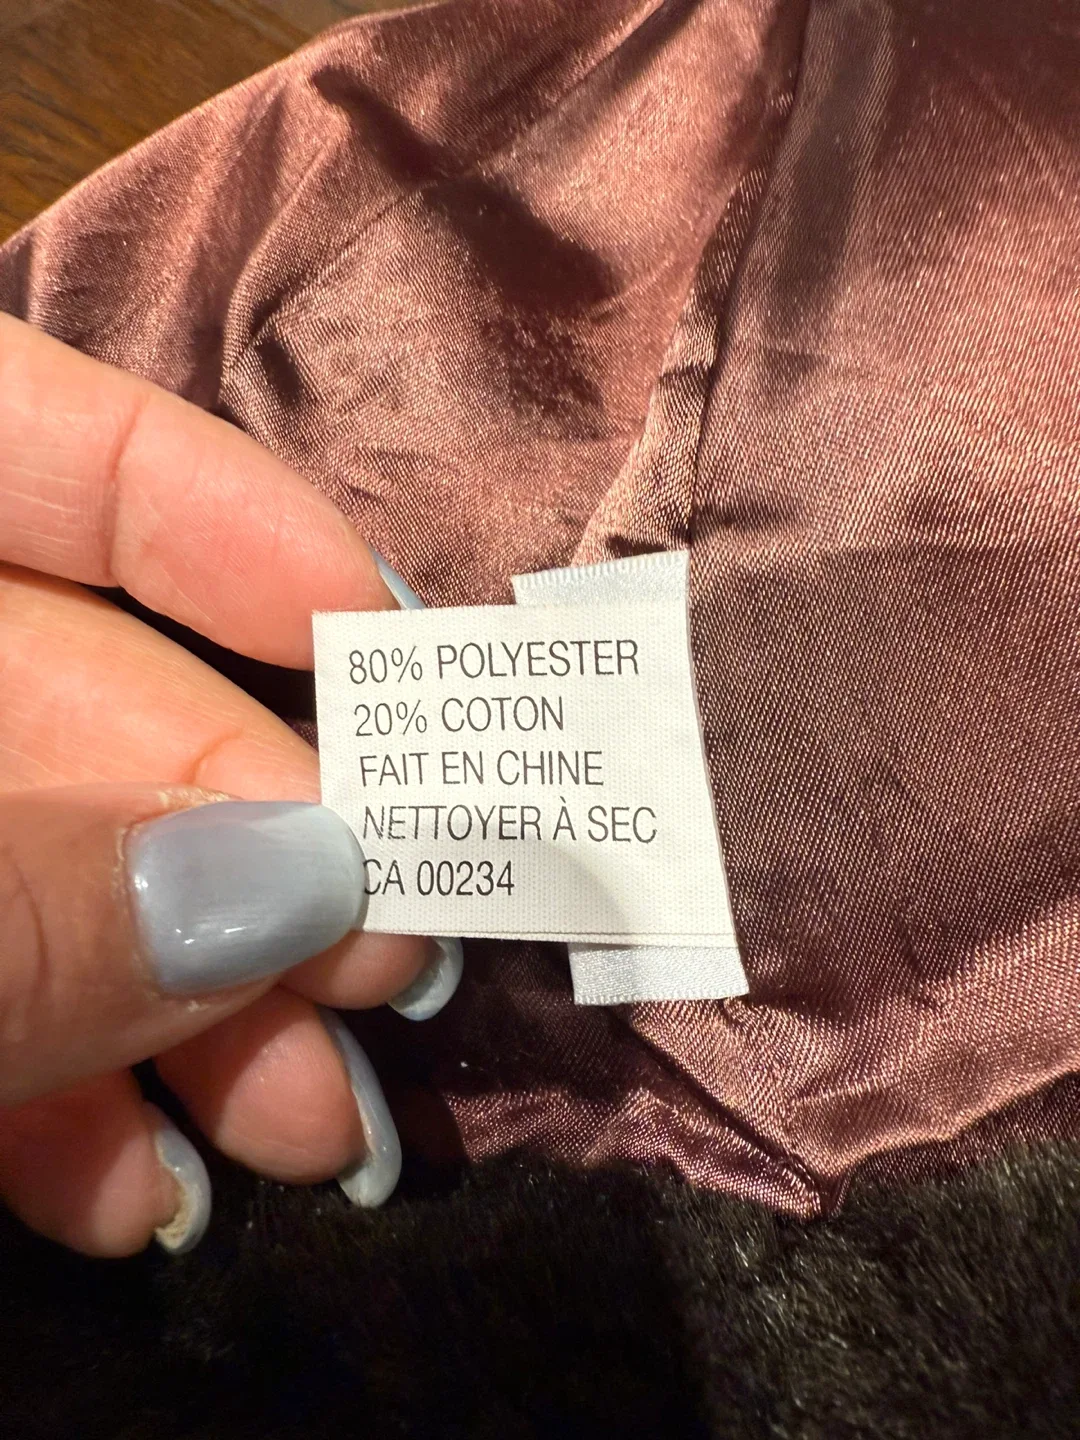 80% POLYESTER
20% COTON
FAIT EN CHINE
NETTOYER À SEC
CA 00234